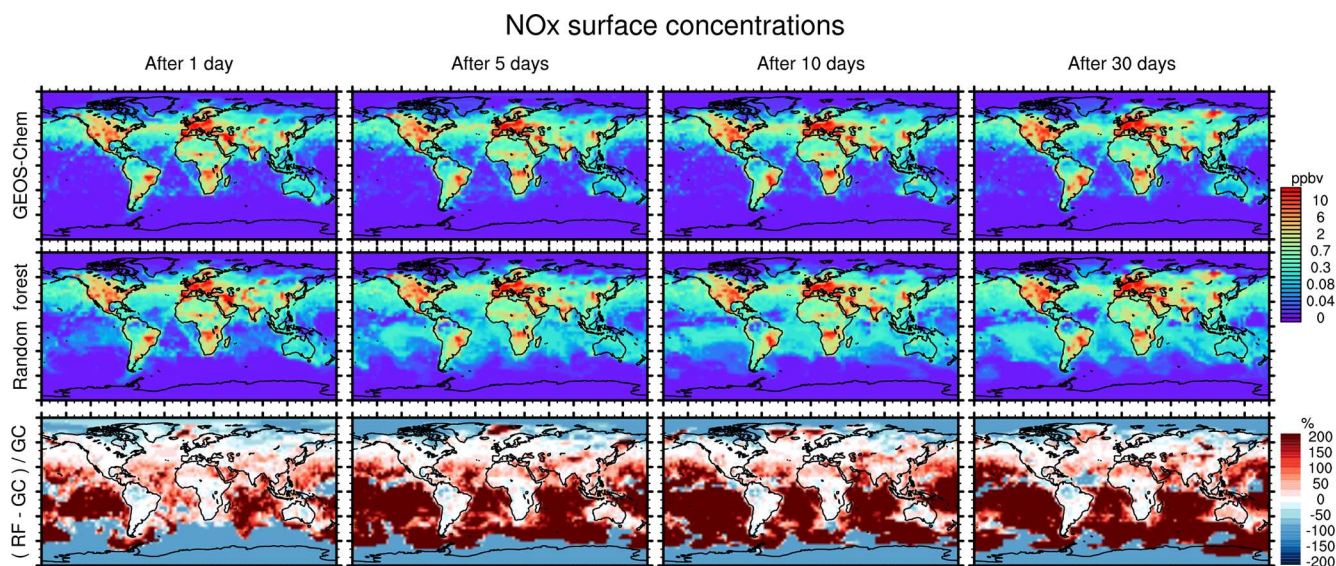 NOx surface concentrations
After 1 day
After 5 days
After 10 days
After 30 days
GEOS-Chem
ppbv
10
6
2
0.7
0.3
0.08
0.04
0
Random forest
( RF - GC ) / GC
%
200
150
100
50
0
-50
-100
-150
-200